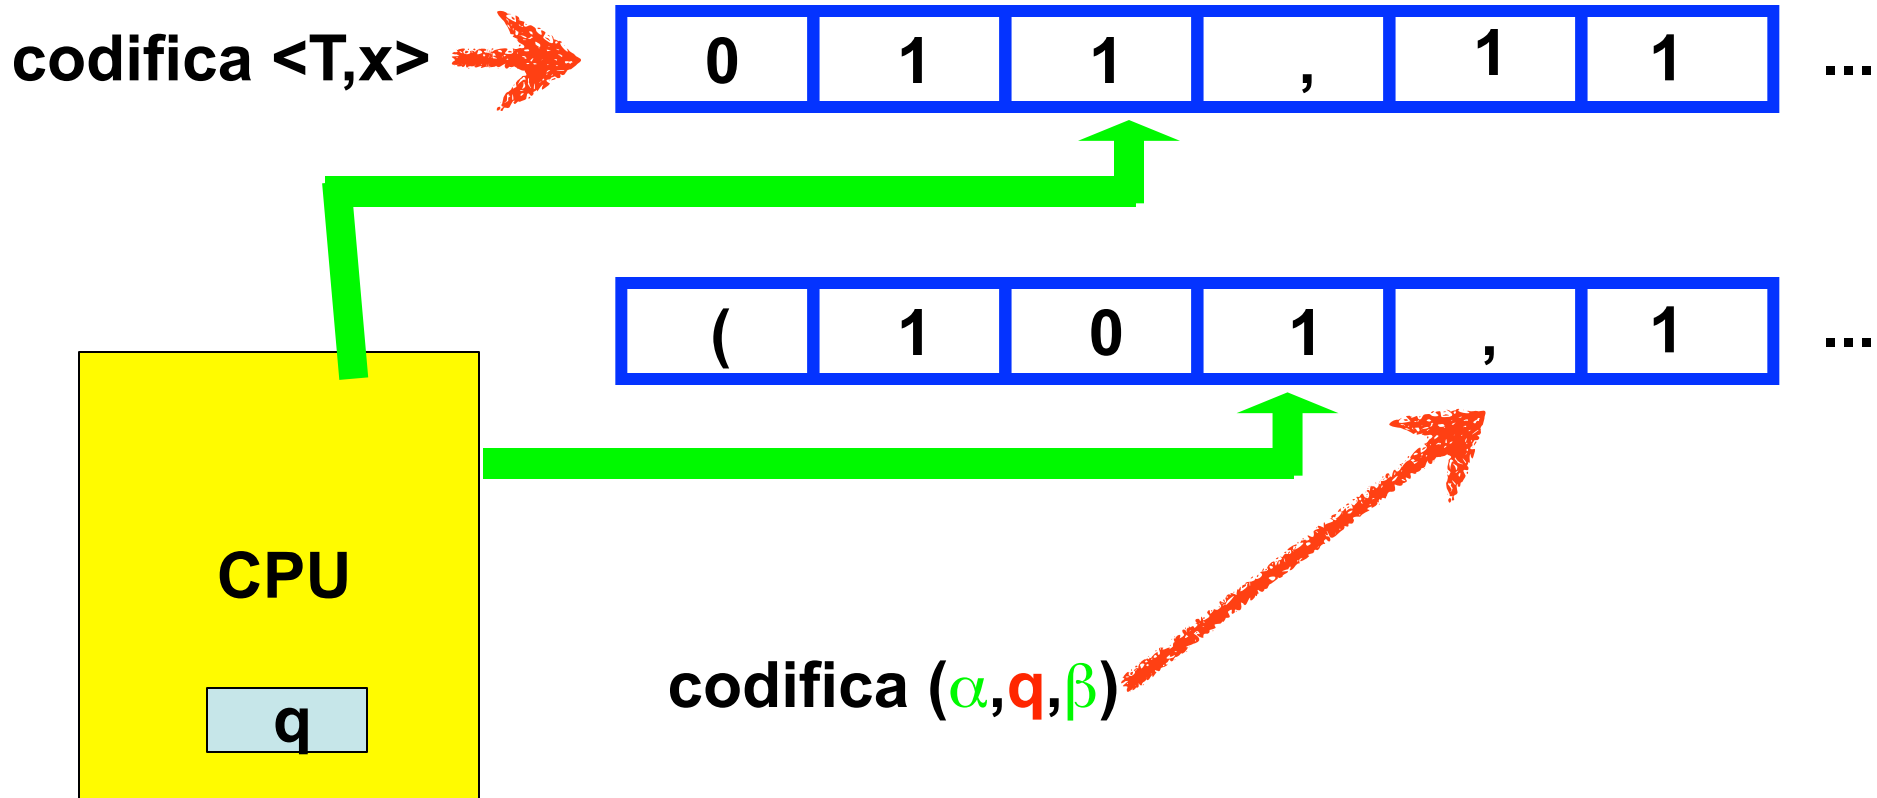 codifica <T,x> 0 1 1 , 1 1 ...
( 1 0 1 , 1 ...
CPU
codifica (α,q,β)
q